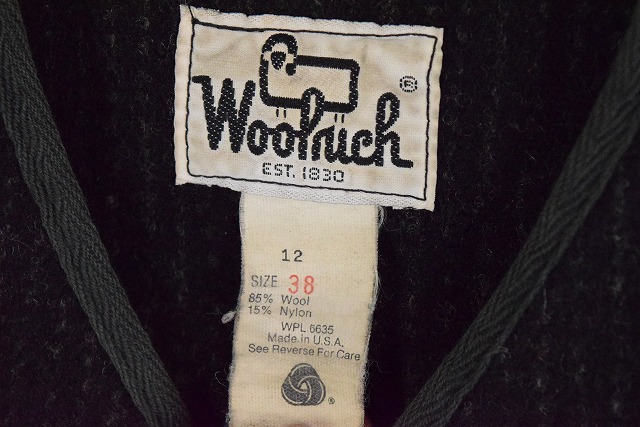 Woolrich ®
EST. 1830
12
SIZE 38
85% Wool
15% Nylon
WPL 6635
Made in U.S.A.
See Reverse For Care
®